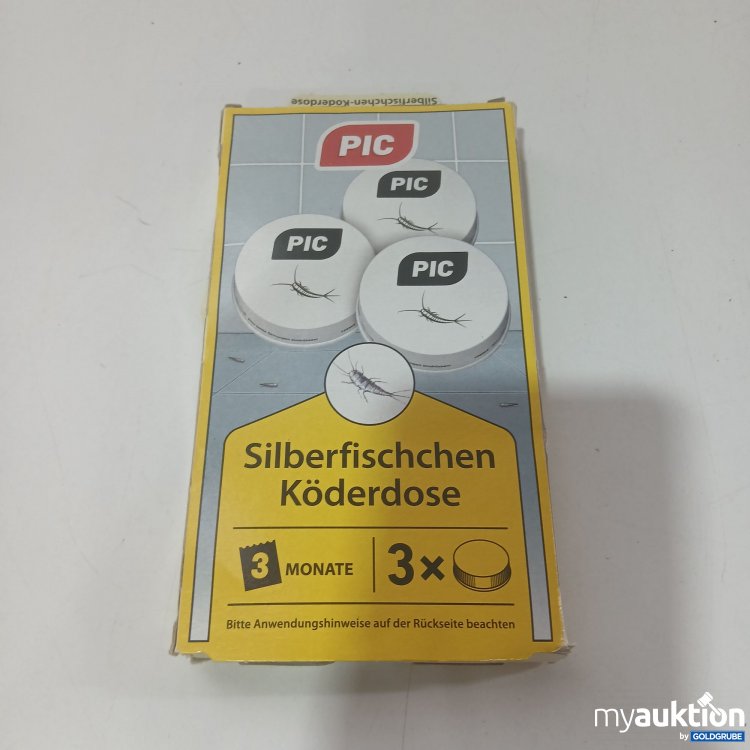 Silberfischchen-Köderdose
PIC
PIC
PIC
PIC
Silberfischchen
Köderdose
3 MONATE 3×
Bitte Anwendungshinweise auf der Rückseite beachten
myauktion
by GOLDGRUBE